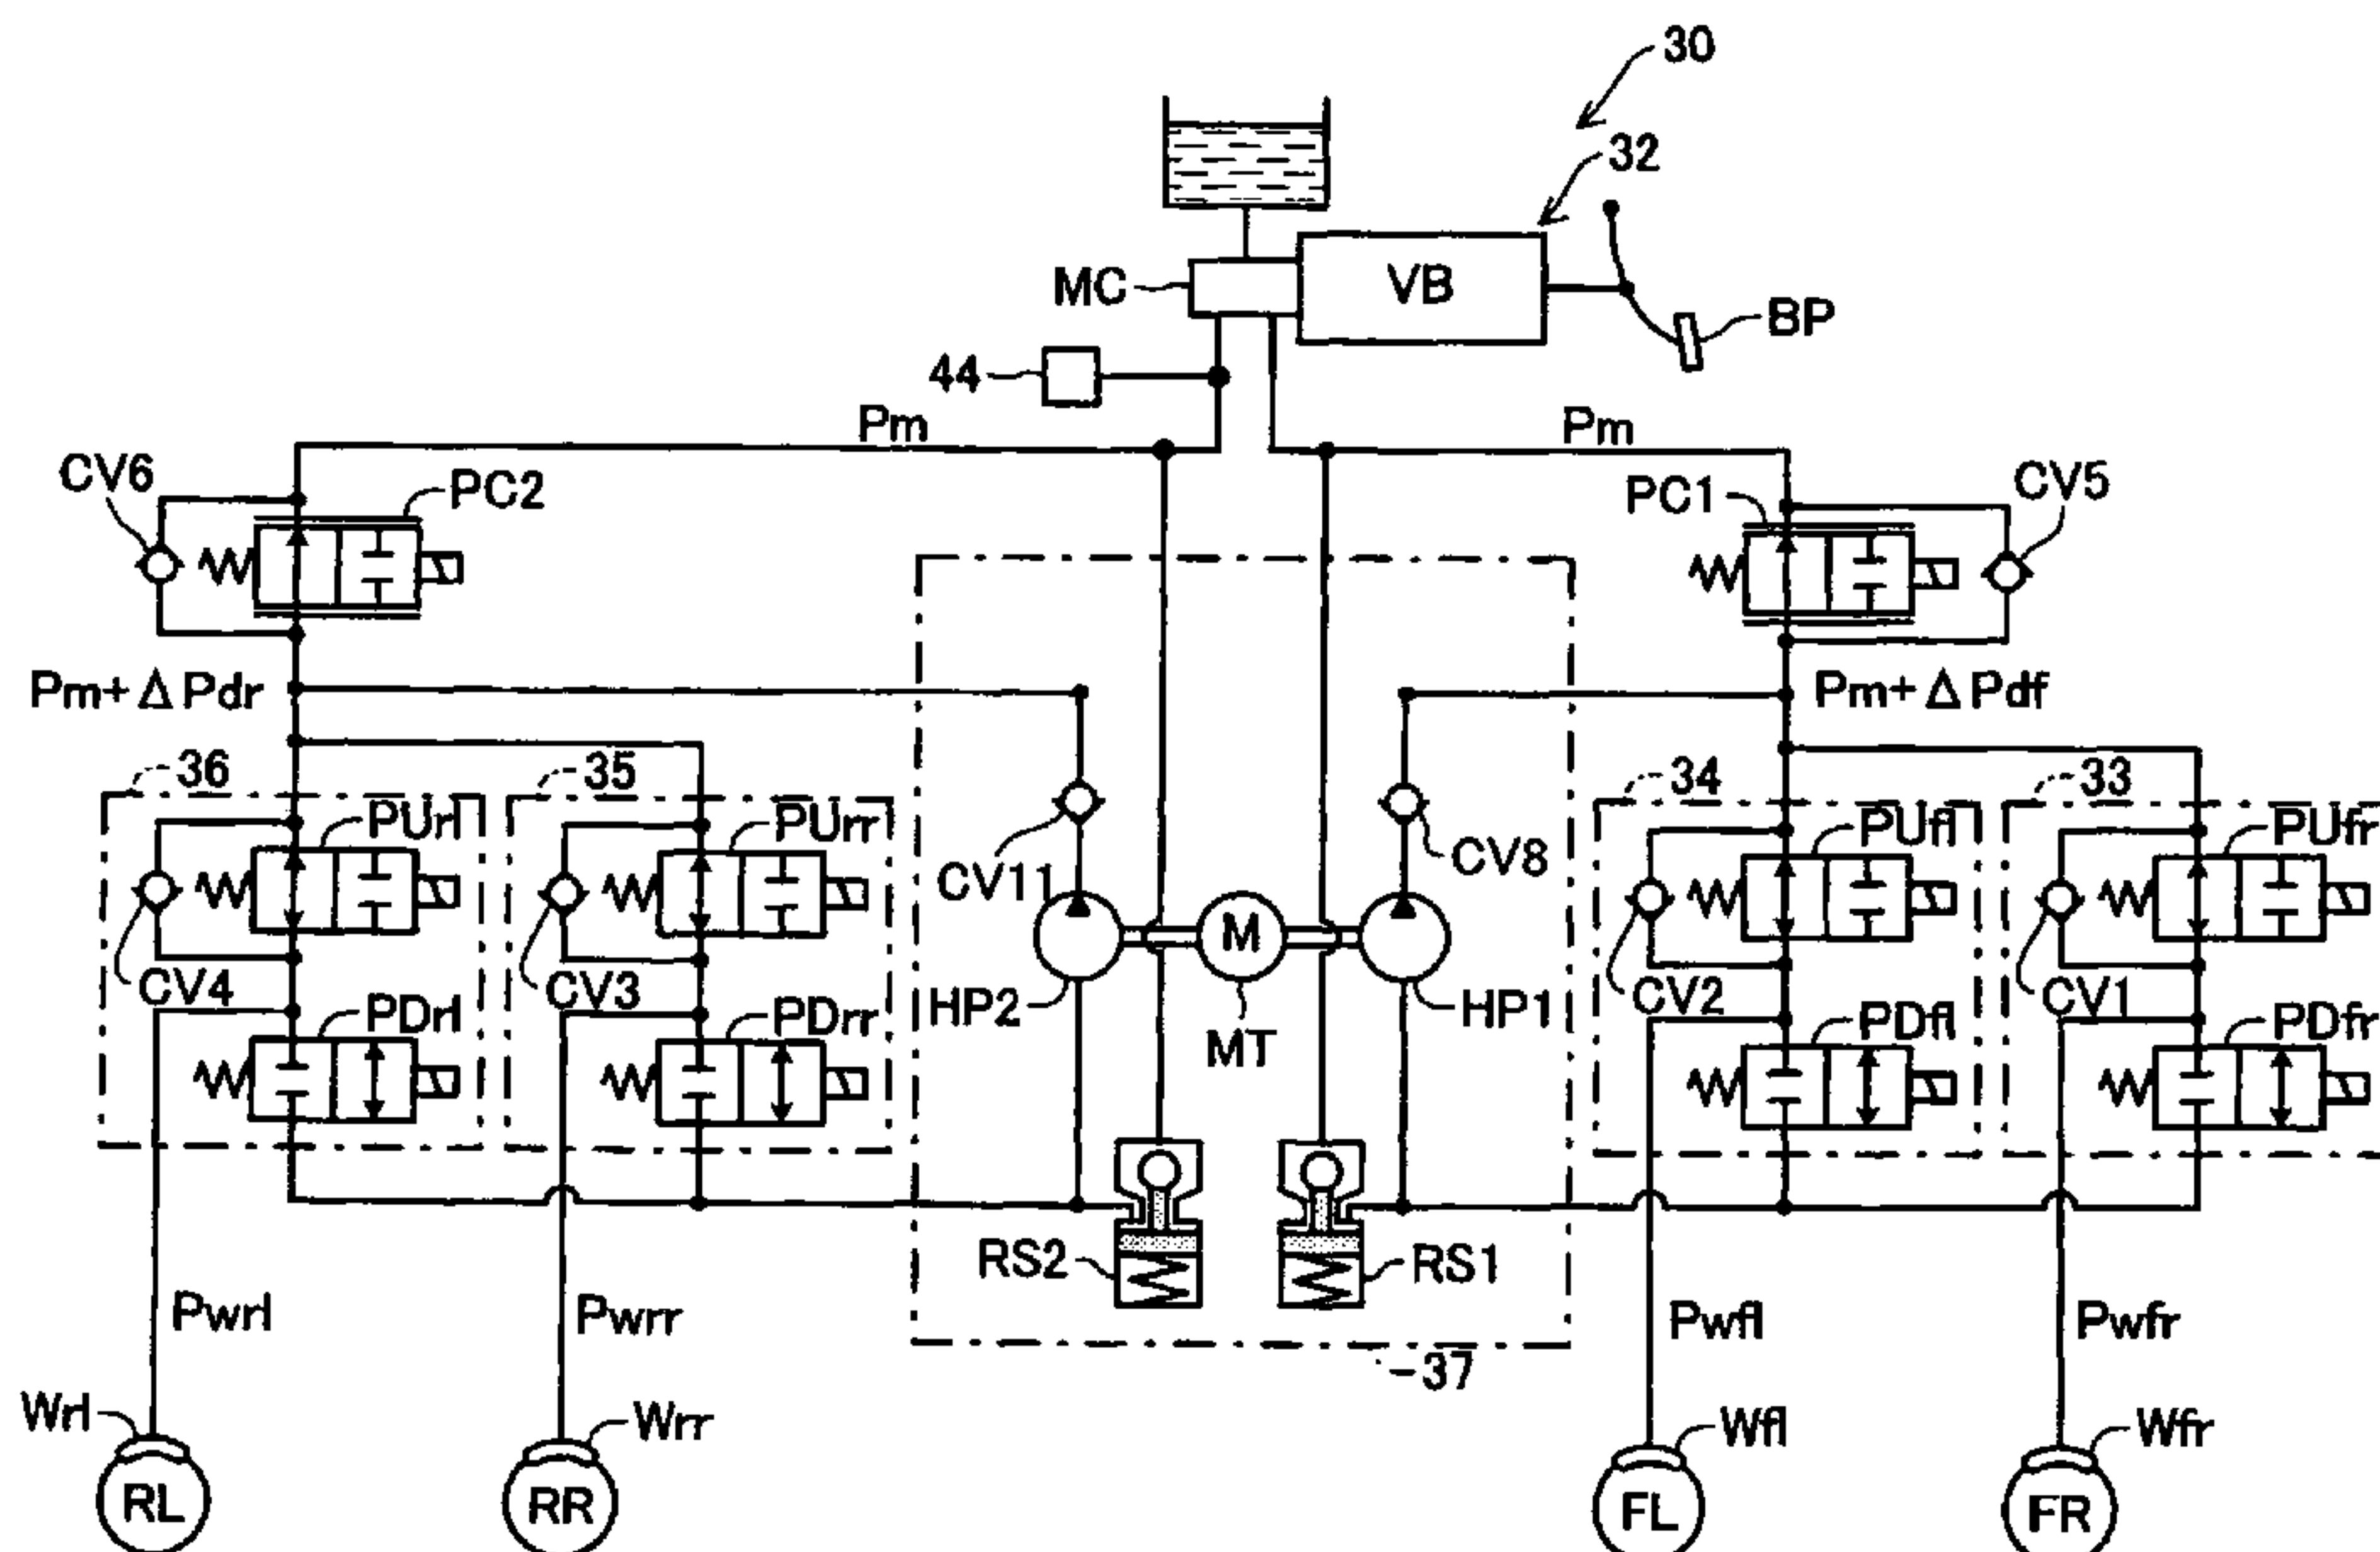 30
32
MC
VB
BP
44
Pm
Pm
CV6
PC2
PC1
CV5
Pm+ΔPdr
Pm+ΔPdf
36
35
34
33
PUrl
PUrr
PUfl
PUfr
CV11
CV8
CV4
CV3
HP2
M
HP1
CV2
CV1
PDrl
PDrr
MT
PDfl
PDfr
RS2
RS1
Pwrl
Pwrr
Pwfl
Pwfr
37
Wrl
Wrr
Wfl
Wfr
RL
RR
FL
FR